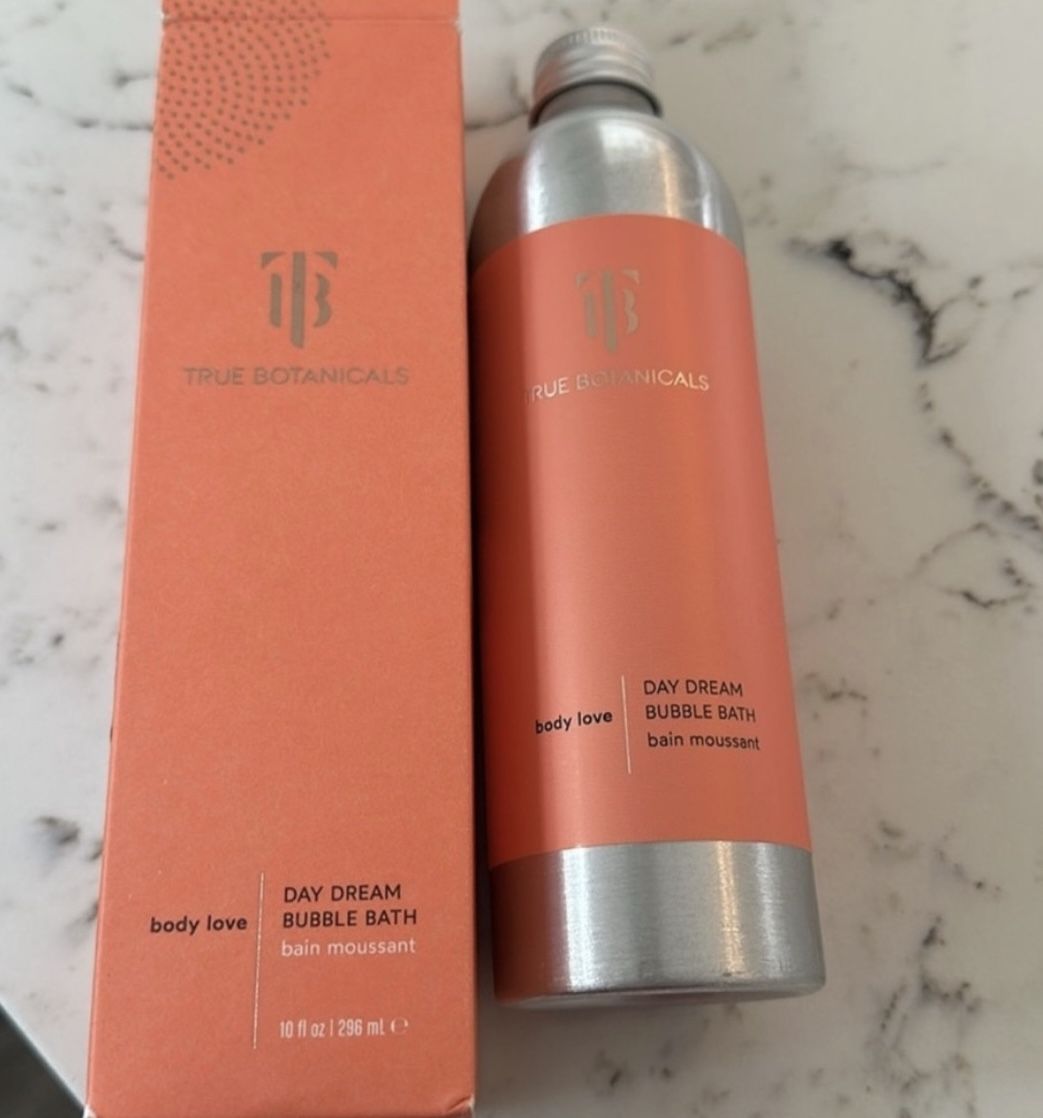 TB
TRUE BOTANICALS
body love
DAY DREAM
BUBBLE BATH
bain moussant
10 fl oz | 296 mL ℮
TB
TRUE BOTANICALS
body love
DAY DREAM
BUBBLE BATH
bain moussant